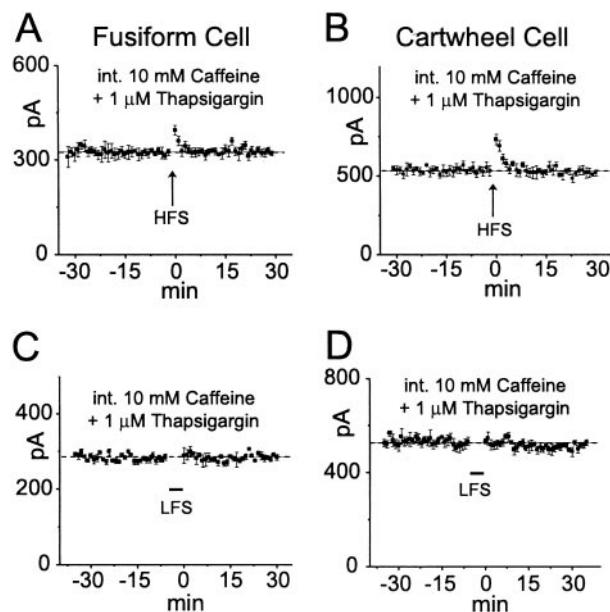 A
Fusiform Cell
600
int. 10 mM Caffeine
+ 1 μM Thapsigargin
pA
300
HFS
0
-30 -15 0 15 30
min
B
Cartwheel Cell
1000
int. 10 mM Caffeine
+ 1 μM Thapsigargin
pA
500
HFS
0
-30 -15 0 15 30
min
C
400
int. 10 mM Caffeine
+ 1 μM Thapsigargin
pA
200
LFS
0
-30 -15 0 15 30
min
D
800
int. 10 mM Caffeine
+ 1 μM Thapsigargin
pA
400
LFS
0
-30 -15 0 15 30
min